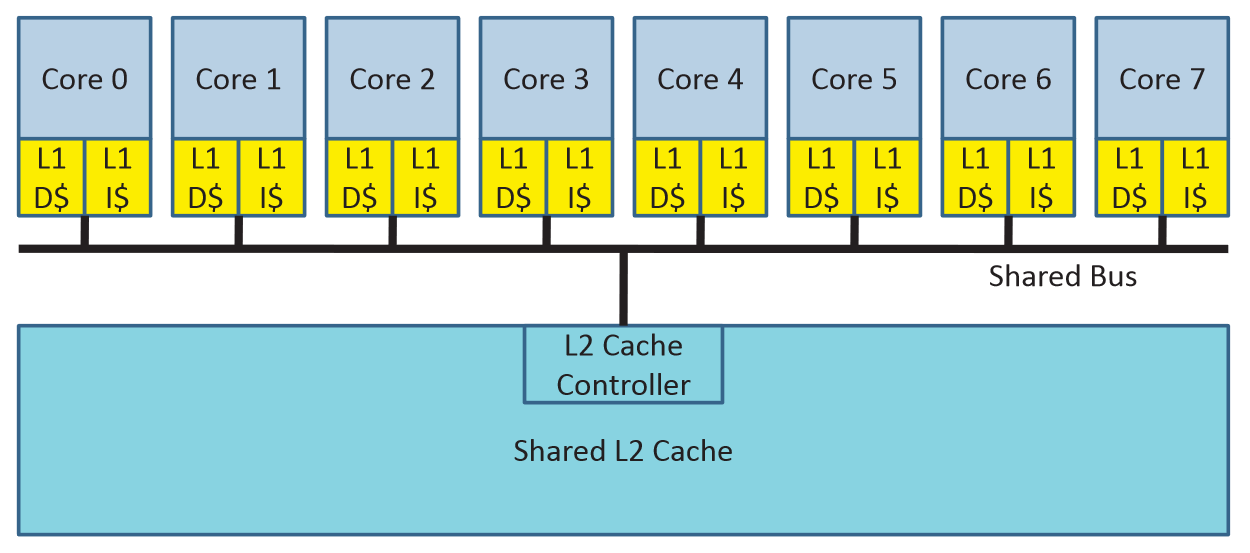 Core 0 Core 1 Core 2 Core 3 Core 4 Core 5 Core 6 Core 7
L1 L1 L1 L1 L1 L1 L1 L1 L1 L1 L1 L1 L1 L1 L1 L1
D$ I$ D$ I$ D$ I$ D$ I$ D$ I$ D$ I$ D$ I$ D$ I$
Shared Bus
L2 Cache
Controller
Shared L2 Cache